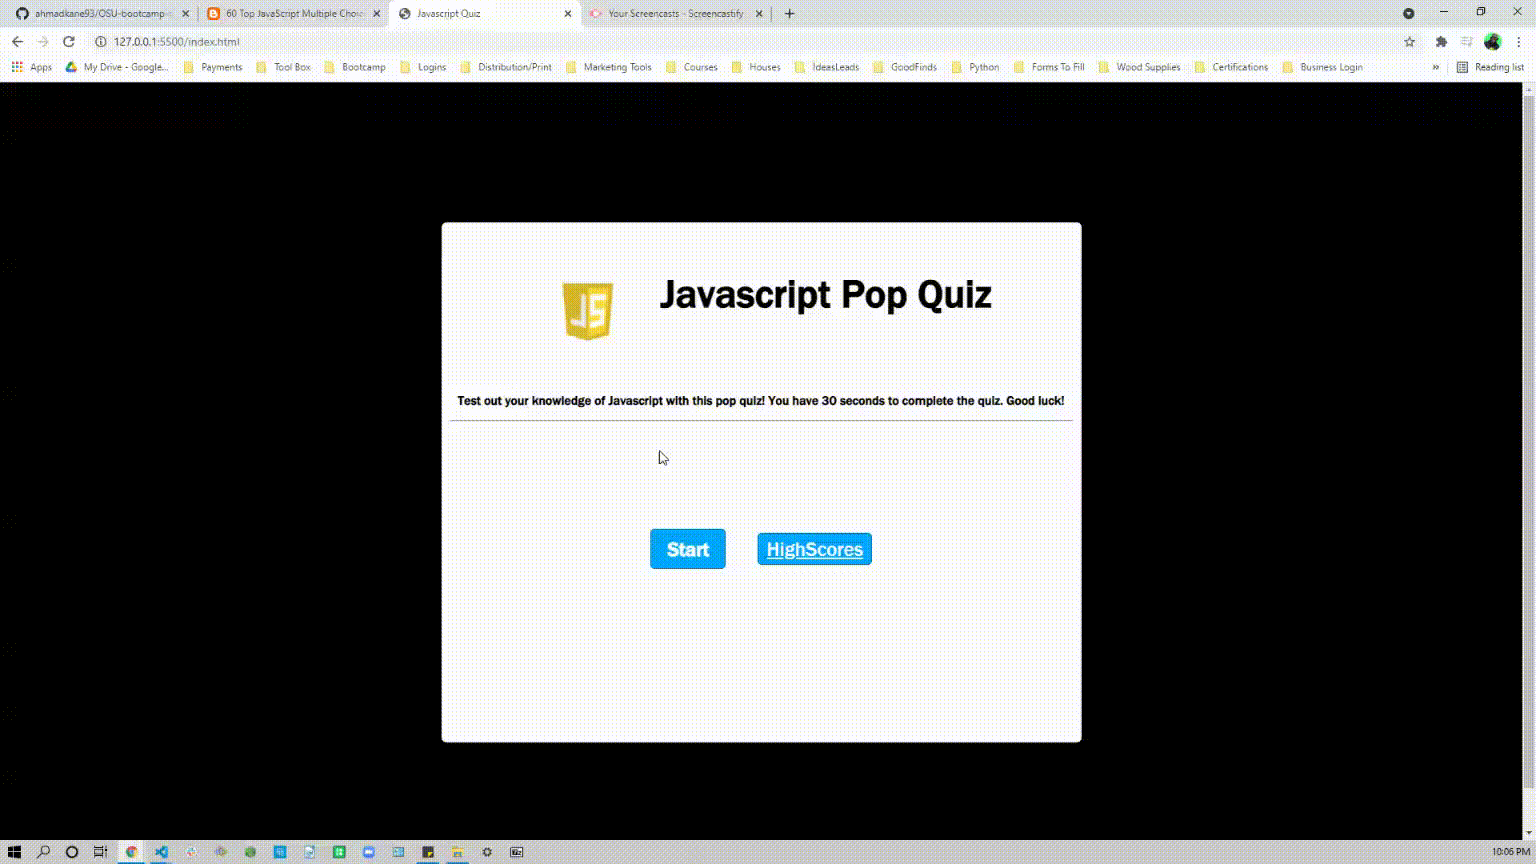 ahmadkane93/OSU-bootcamp-
60 Top JavaScript Multiple Choi
Javascript Quiz
Your Screencasts - Screencastify
127.0.0.1:5500/index.html
Apps My Drive - Google... Payments Tool Box Bootcamp Logins Distribution/Print Marketing Tools Courses Houses IdeasLeads GoodFinds Python Forms To Fill Wood Supplies Certifications Business Login » Reading list
JS
Javascript Pop Quiz
Test out your knowledge of Javascript with this pop quiz! You have 30 seconds to complete the quiz. Good luck!
Start HighScores
10:06 PM